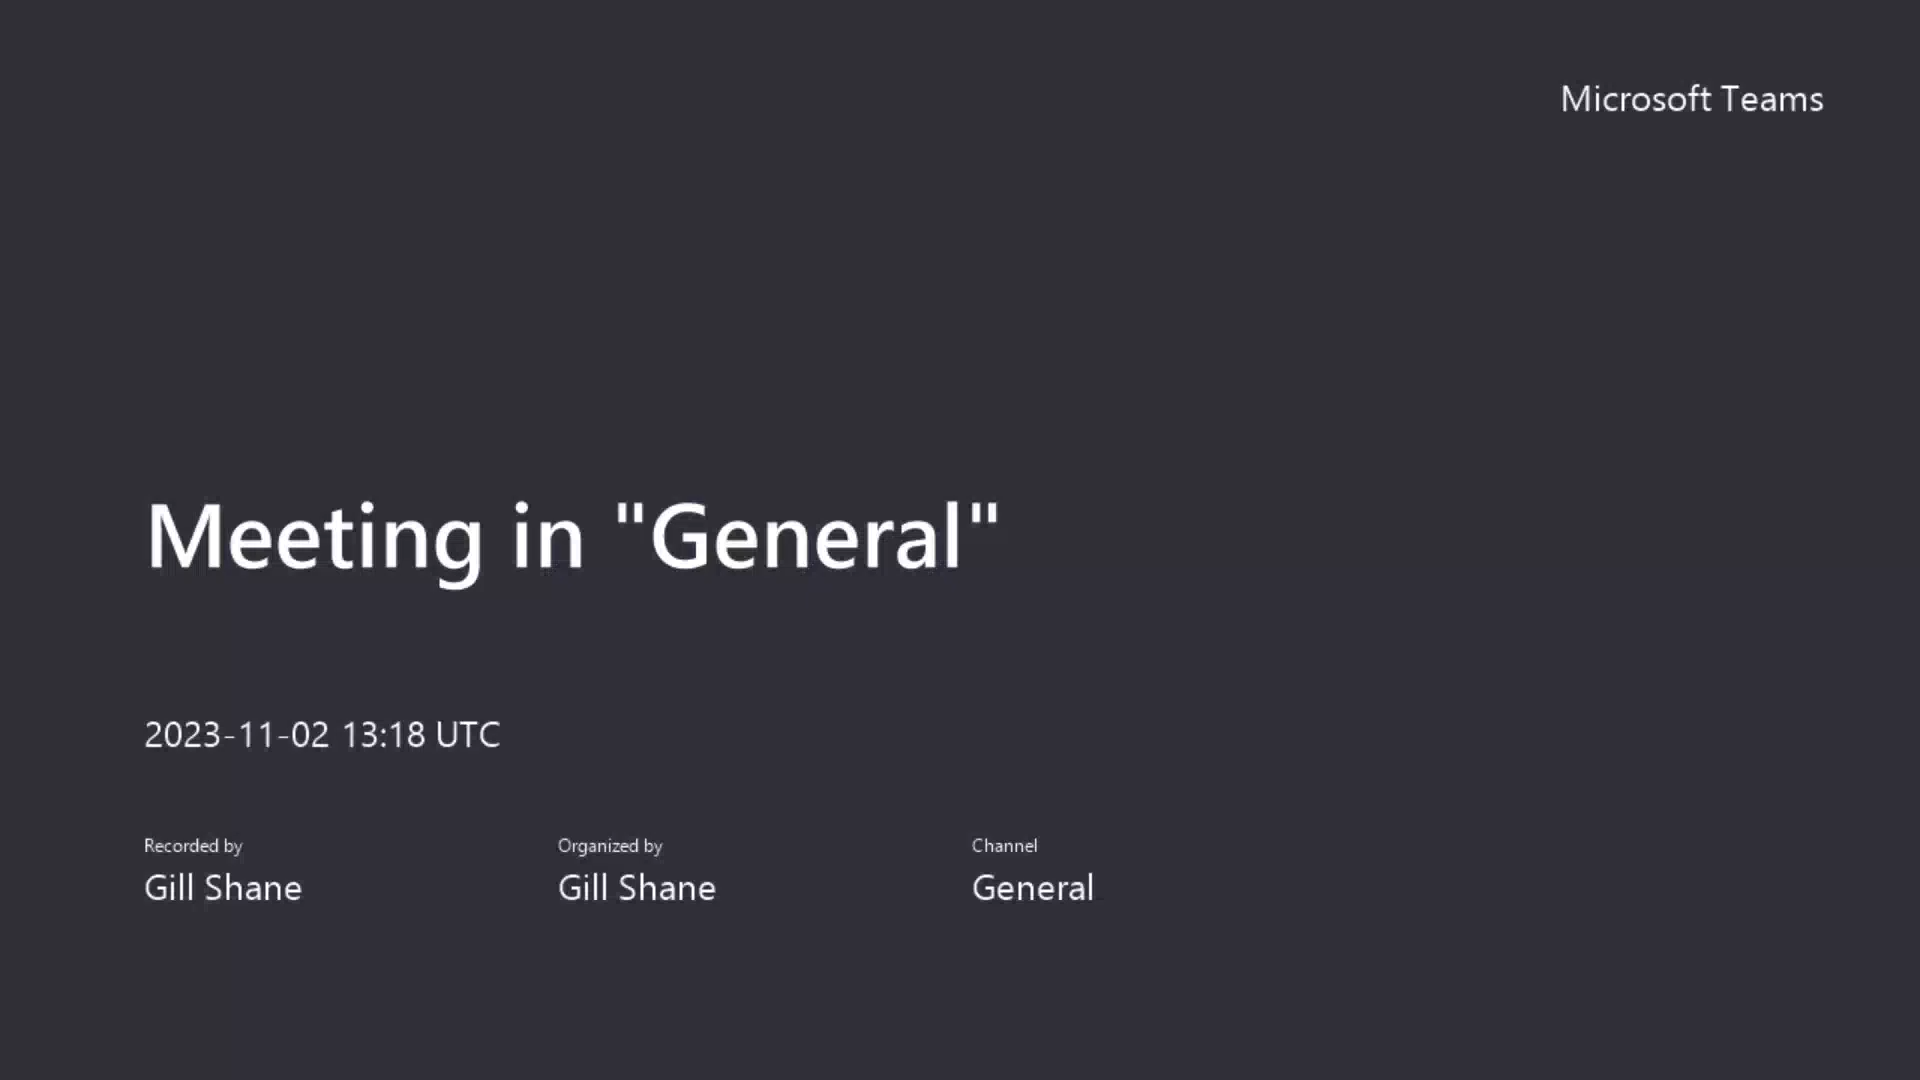 Microsoft Teams
Meeting in "General"
2023-11-02 13:18 UTC
Recorded by
Gill Shane
Organized by
Gill Shane
Channel
General